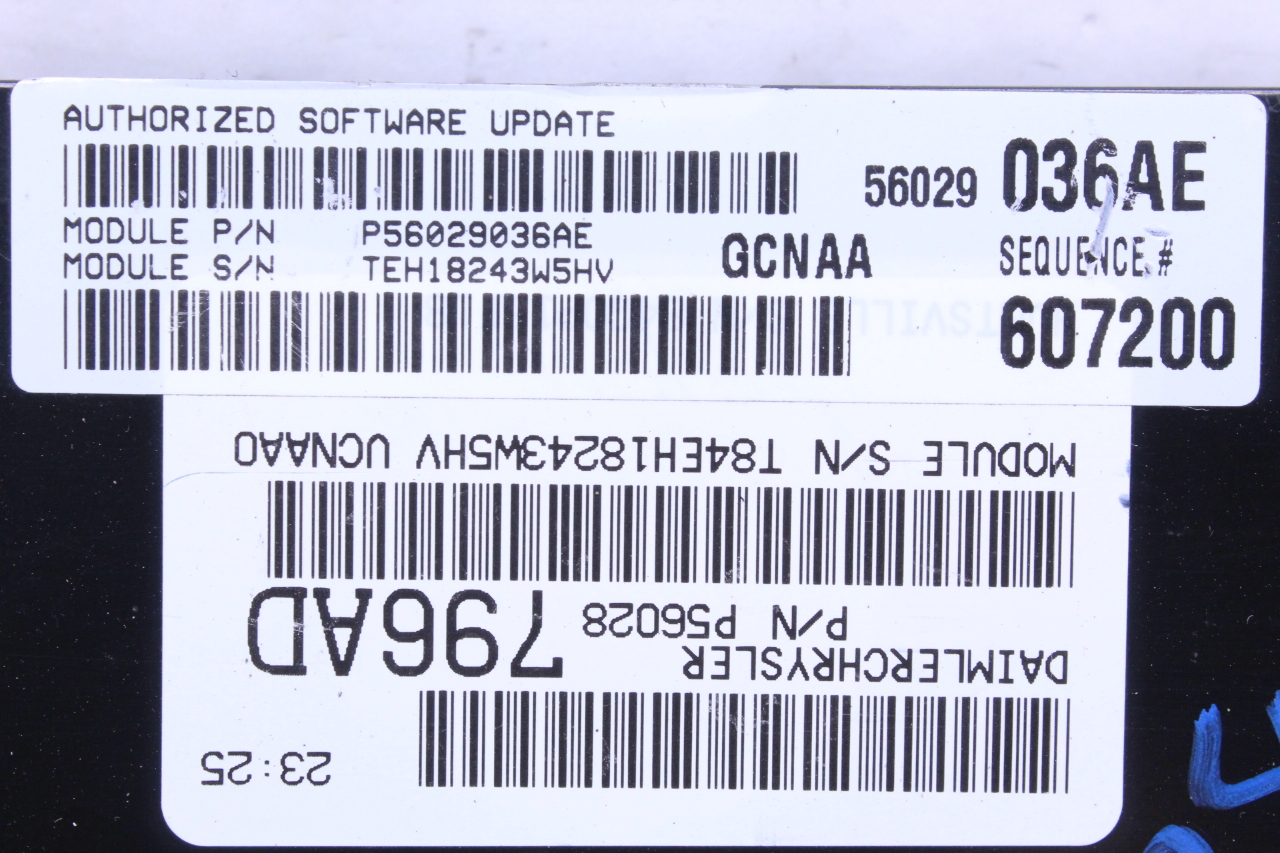 AUTHORIZED SOFTWARE UPDATE
56029 036AE
MODULE P/N P56029036AE
MODULE S/N TEH18243W5HV
GCNAA
SEQUENCE #
607200
MODULE S/N T84EH18243W5HV UCNAA0
P/N P56028 796AD
DAIMLERCHRYSLER
23:25